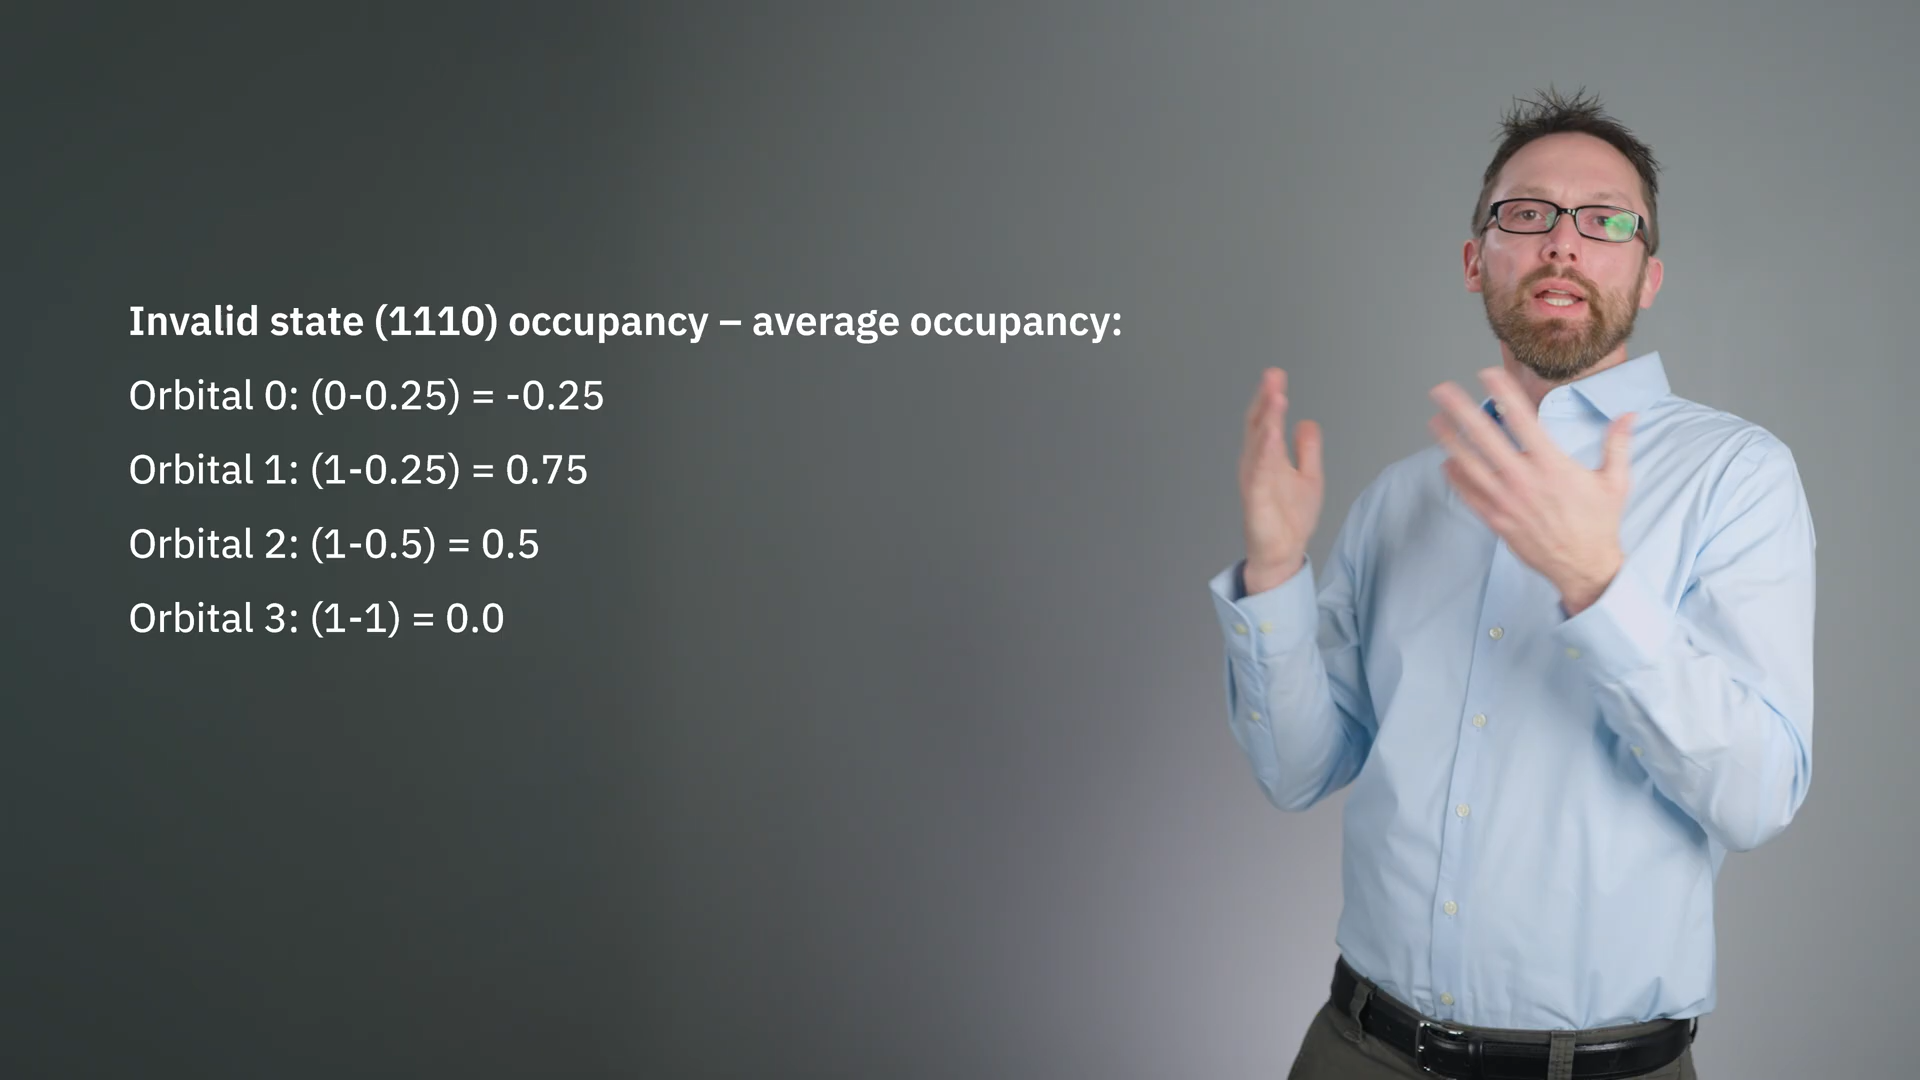 Invalid state (1110) occupancy – average occupancy:
Orbital 0: (0-0.25) = -0.25
Orbital 1: (1-0.25) = 0.75
Orbital 2: (1-0.5) = 0.5
Orbital 3: (1-1) = 0.0